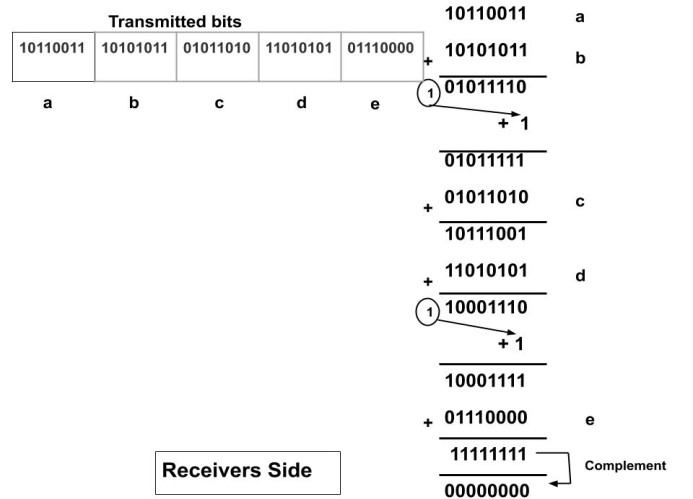 Transmitted bits
10110011 10101011 01011010 11010101 01110000
a b c d e
10110011 a
+ 10101011 b
1 01011110
+ 1
01011111
+ 01011010 c
10111001
+ 11010101 d
1 10001110
+ 1
10001111
+ 01110000 e
11111111
Complement
00000000
Receivers Side